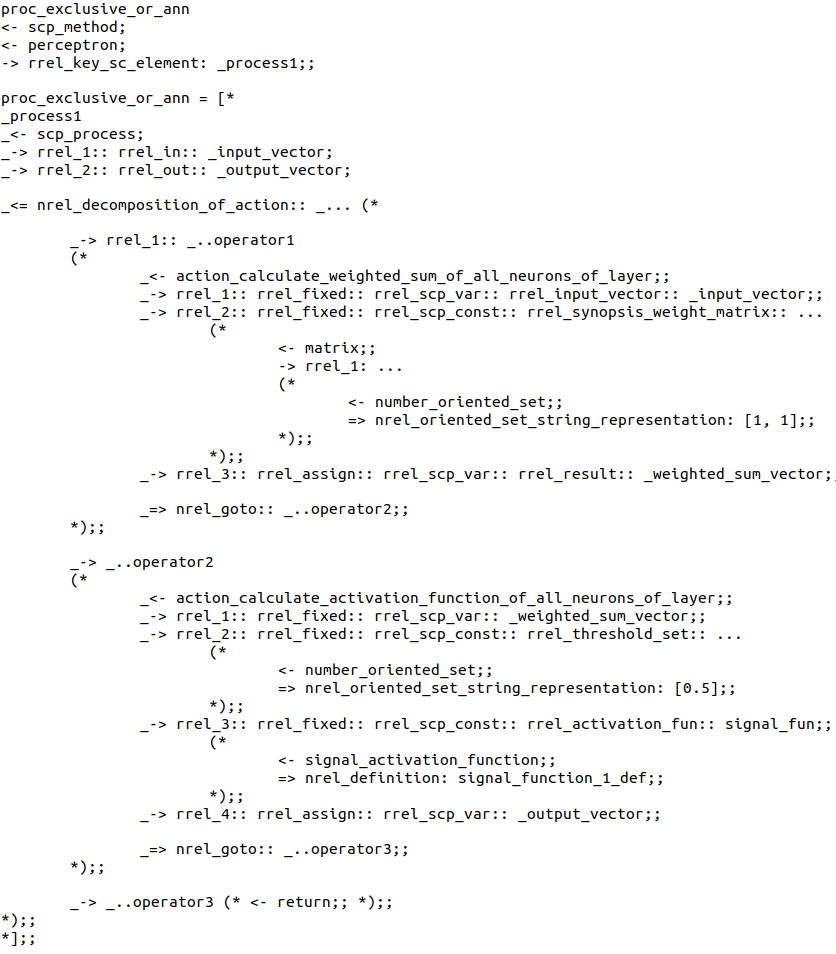 proc_exclusive_or_ann
<- scp_method;
<- perceptron;
-> rrel_key_sc_element: _process1;;
proc_exclusive_or_ann = [*
_process1
_<- scp_process;
_-> rrel_1:: rrel_in:: _input_vector;
_-> rrel_2:: rrel_out:: _output_vector;
_<= nrel_decomposition_of_action:: _... (*
_-> rrel_1:: _..operator1
(*
_<- action_calculate_weighted_sum_of_all_neurons_of_layer;;
_-> rrel_1:: rrel_fixed:: rrel_scp_var:: rrel_input_vector:: _input_vector;;
_-> rrel_2:: rrel_fixed:: rrel_scp_const:: rrel_synopsis_weight_matrix:: ...
(*
<- matrix;;
-> rrel_1: ...
(*
<- number_oriented_set;;
=> nrel_oriented_set_string_representation: [1, 1];;
*);;
*);;
_-> rrel_3:: rrel_assign:: rrel_scp_var:: rrel_result:: _weighted_sum_vector;;
_=> nrel_goto:: _..operator2;;
*);;
_-> _..operator2
(*
_<- action_calculate_activation_function_of_all_neurons_of_layer;;
_-> rrel_1:: rrel_fixed:: rrel_scp_var:: _weighted_sum_vector;;
_-> rrel_2:: rrel_fixed:: rrel_scp_const:: rrel_threshold_set:: ...
(*
<- number_oriented_set;;
=> nrel_oriented_set_string_representation: [0.5];;
*);;
_-> rrel_3:: rrel_fixed:: rrel_scp_const:: rrel_activation_fun:: signal_fun;;
(*
<- signal_activation_function;;
=> nrel_definition: signal_function_1_def;;
*);;
_-> rrel_4:: rrel_assign:: rrel_scp_var:: _output_vector;;
_=> nrel_goto:: _..operator3;;
*);;
_-> _..operator3 (* <- return;; *);;
*);;
*];;